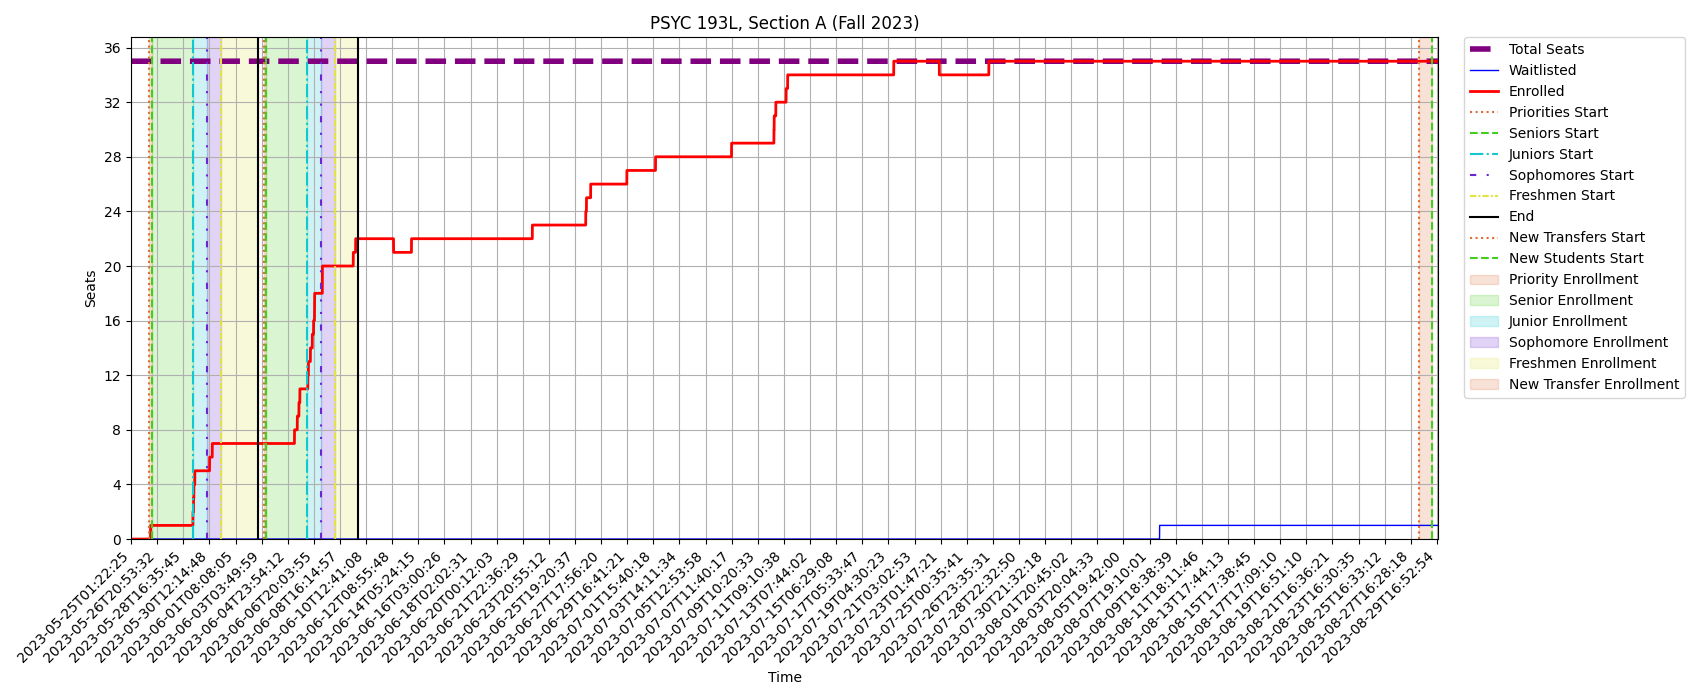 PSYC 193L, Section A (Fall 2023)
36
32
28
24
20
16
12
8
4
0
Seats
2023-05-25T01:22:25
2023-05-26T20:53:32
2023-05-28T16:35:45
2023-05-30T12:14:48
2023-06-01T08:08:05
2023-06-03T03:49:59
2023-06-04T23:54:12
2023-06-06T20:03:55
2023-06-08T16:14:57
2023-06-10T12:41:08
2023-06-12T08:55:48
2023-06-14T05:24:15
2023-06-16T03:00:26
2023-06-18T02:02:31
2023-06-20T00:12:03
2023-06-21T22:36:29
2023-06-23T20:55:12
2023-06-25T19:20:37
2023-06-27T17:56:20
2023-06-29T16:41:21
2023-07-01T15:40:18
2023-07-03T14:11:34
2023-07-05T12:53:58
2023-07-07T11:40:17
2023-07-09T10:20:33
2023-07-11T09:10:38
2023-07-13T07:44:02
2023-07-15T06:29:08
2023-07-17T05:33:47
2023-07-19T04:30:23
2023-07-21T03:02:53
2023-07-23T01:47:21
2023-07-25T00:35:41
2023-07-26T23:35:31
2023-07-28T22:32:50
2023-07-30T21:32:18
2023-08-01T20:45:02
2023-08-03T20:04:33
2023-08-05T19:42:00
2023-08-07T19:10:01
2023-08-09T18:38:39
2023-08-11T18:11:46
2023-08-13T17:44:13
2023-08-15T17:38:45
2023-08-17T17:09:10
2023-08-19T16:51:10
2023-08-21T16:36:21
2023-08-23T16:30:35
2023-08-25T16:33:12
2023-08-27T16:28:18
2023-08-29T16:52:54
Time
Total Seats
Waitlisted
Enrolled
Priorities Start
Seniors Start
Juniors Start
Sophomores Start
Freshmen Start
End
New Transfers Start
New Students Start
Priority Enrollment
Senior Enrollment
Junior Enrollment
Sophomore Enrollment
Freshmen Enrollment
New Transfer Enrollment